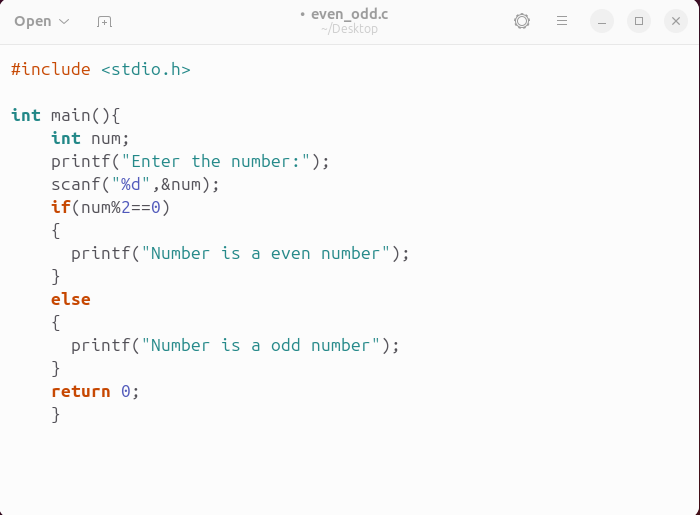 Open
• even_odd.c
~/Desktop
#include <stdio.h>
int main(){
    int num;
    printf("Enter the number:");
    scanf("%d",&num);
    if(num%2==0)
    {
      printf("Number is a even number");
    }
    else
    {
      printf("Number is a odd number");
    }
    return 0;
    }